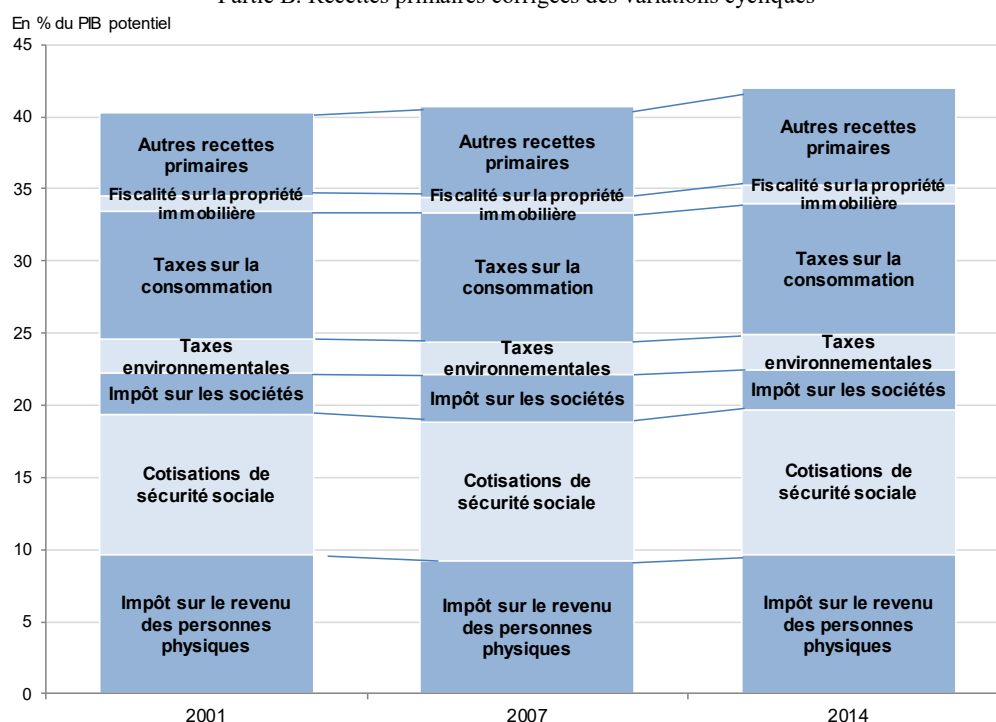 Partie B. Recettes primaires corrigées des variations cycliques
En % du PIB potentiel
45
40
35
30
25
20
15
10
5
0
Autres recettes
primaires
Fiscalité sur la propriété
immobilière
Taxes sur la
consommation
Taxes
environnementales
Impôt sur les sociétés
Cotisations de
sécurité sociale
Impôt sur le revenu
des personnes
physiques
Autres recettes
primaires
Fiscalité sur la propriété
immobilière
Taxes sur la
consommation
Taxes
environnementales
Impôt sur les sociétés
Cotisations de
sécurité sociale
Impôt sur le revenu
des personnes
physiques
Autres recettes
primaires
Fiscalité sur la propriété
immobilière
Taxes sur la
consommation
Taxes
environnementales
Impôt sur les sociétés
Cotisations de
sécurité sociale
Impôt sur le revenu
des personnes
physiques
2001
2007
2014